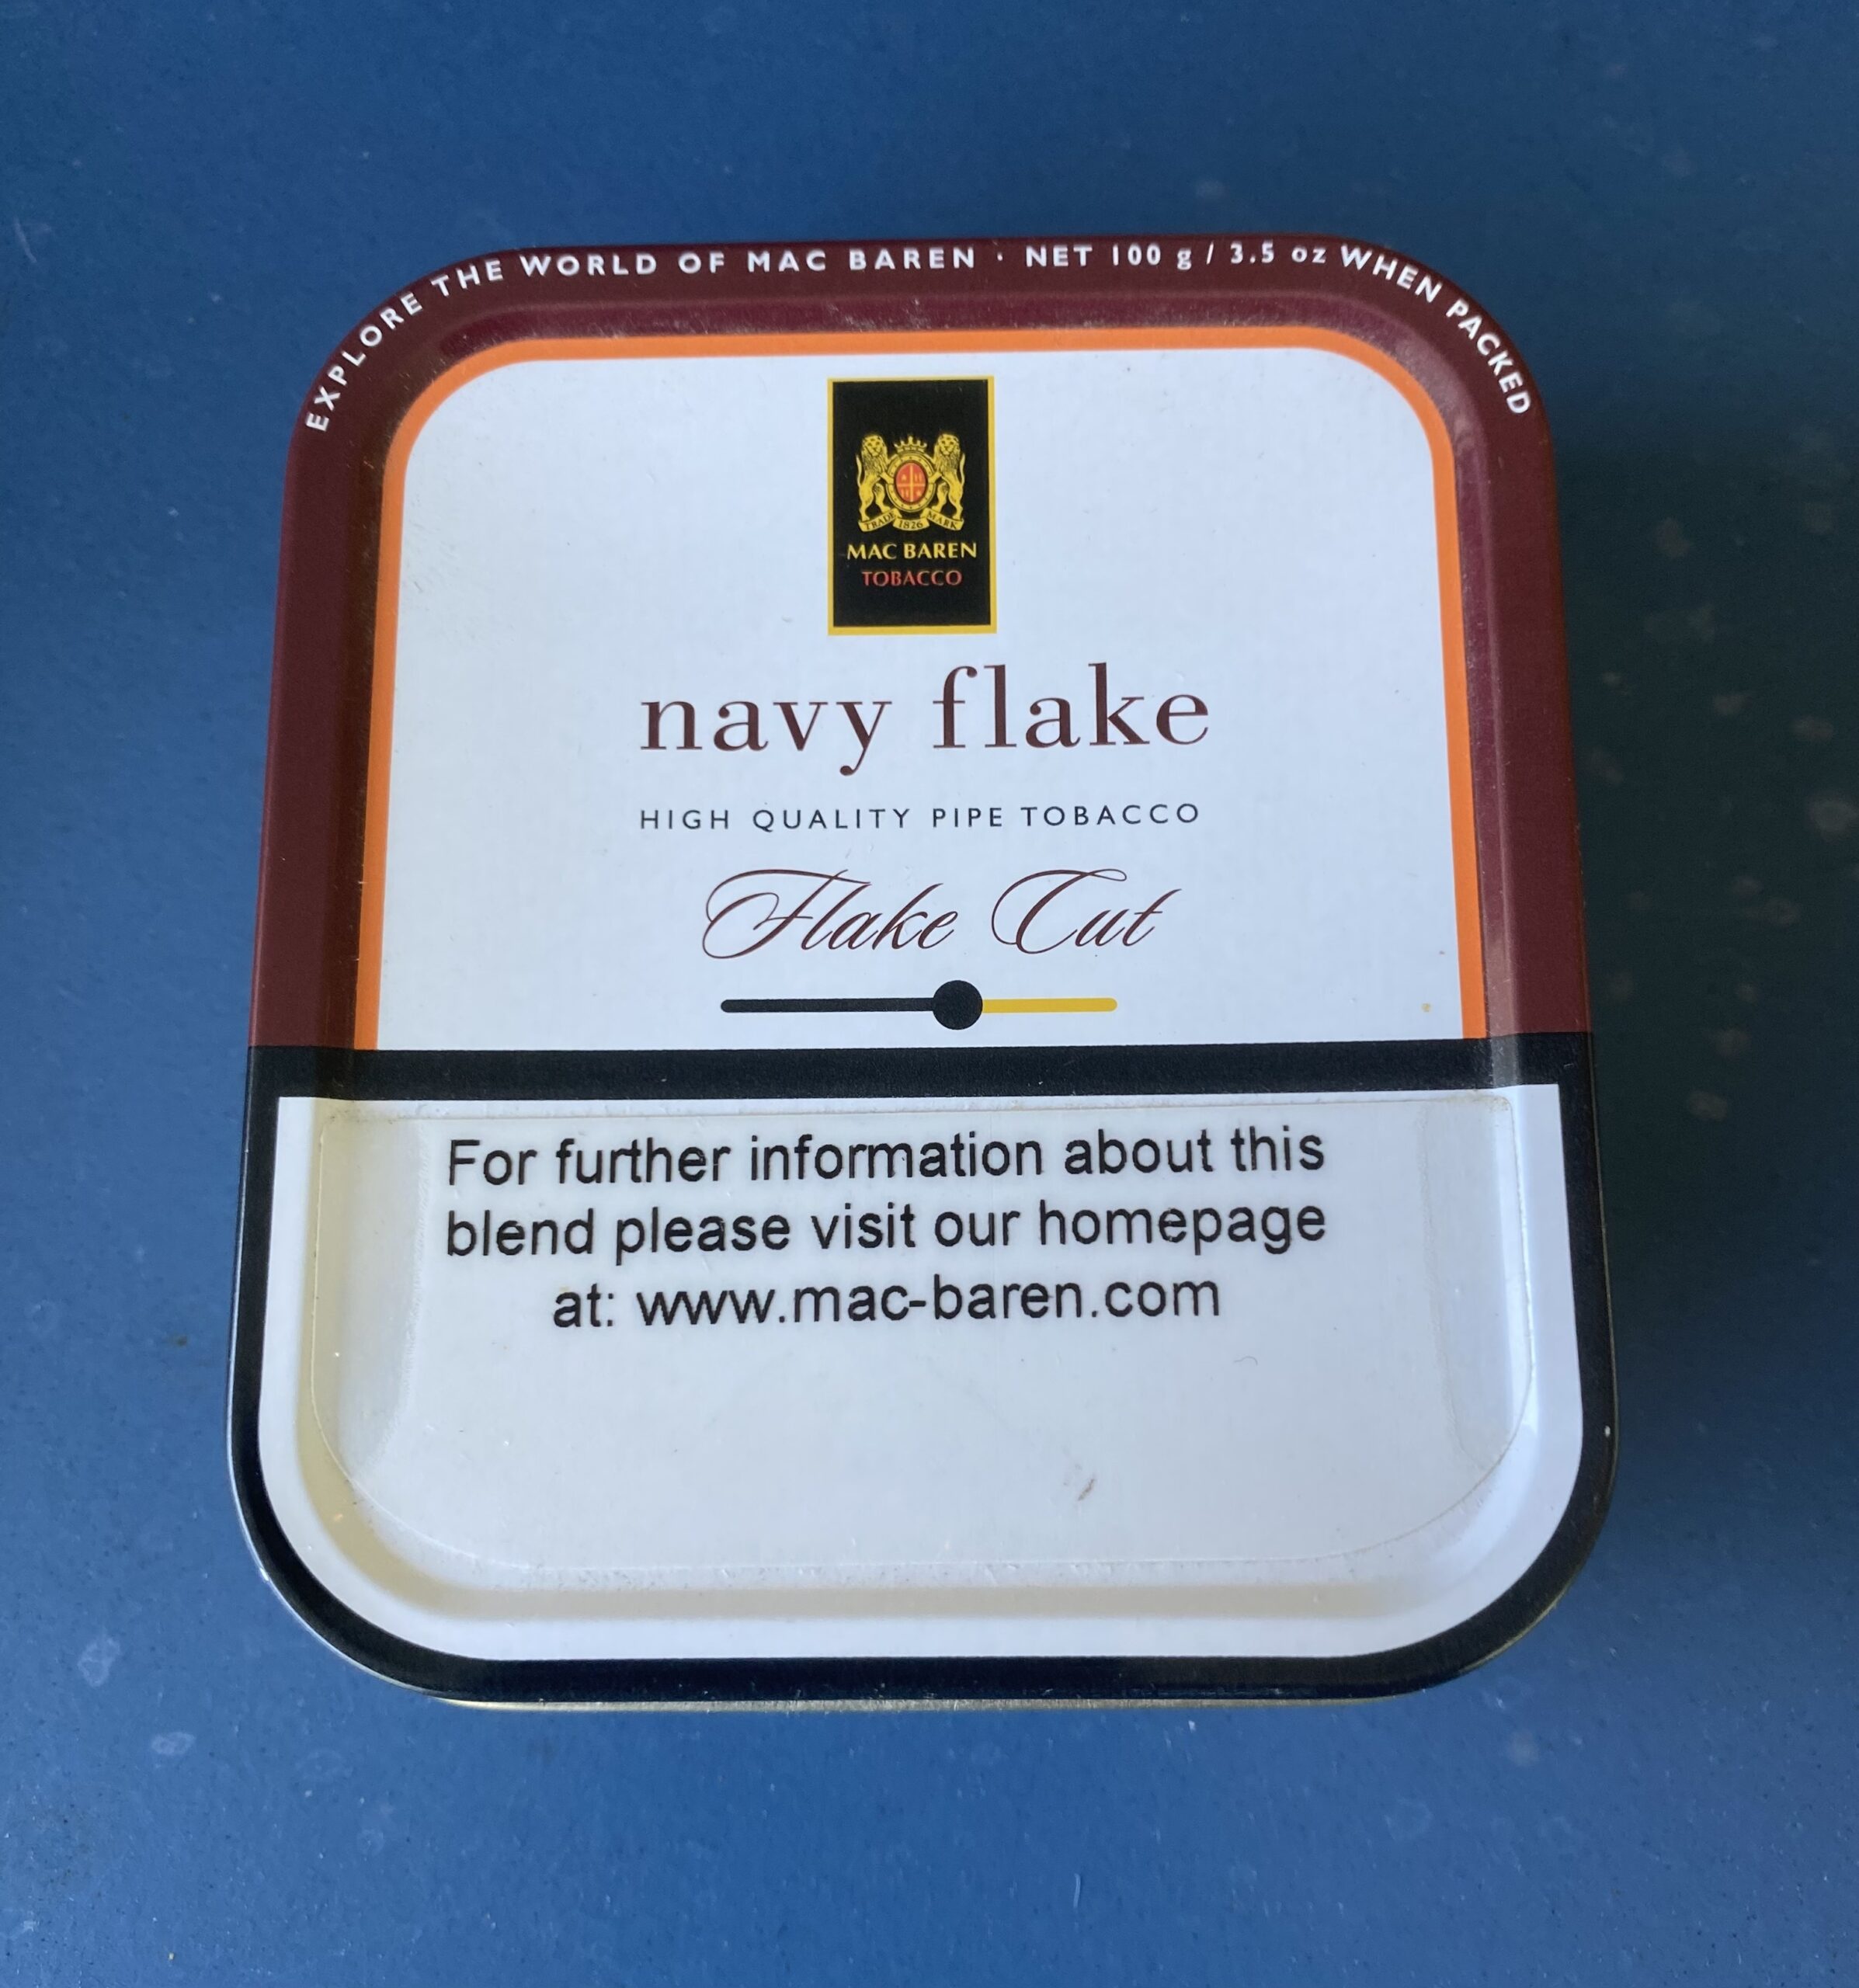 EXPLORE THE WORLD OF MAC BAREN · NET 100 g / 3.5 oz WHEN PACKED
TRADE 1826 MARK
MAC BAREN
TOBACCO
navy flake
HIGH QUALITY PIPE TOBACCO
Flake Cut
For further information about this
blend please visit our homepage
at: www.mac-baren.com